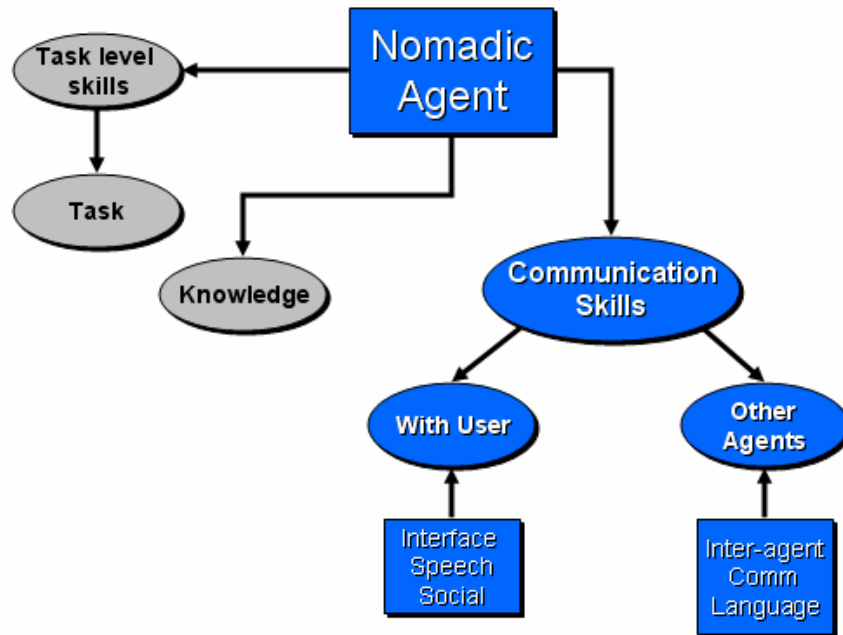 Nomadic
Agent
Task level
skills
Task
Knowledge
Communication
Skills
With User
Other
Agents
Interface
Speech
Social
Inter-agent
Comm
Language